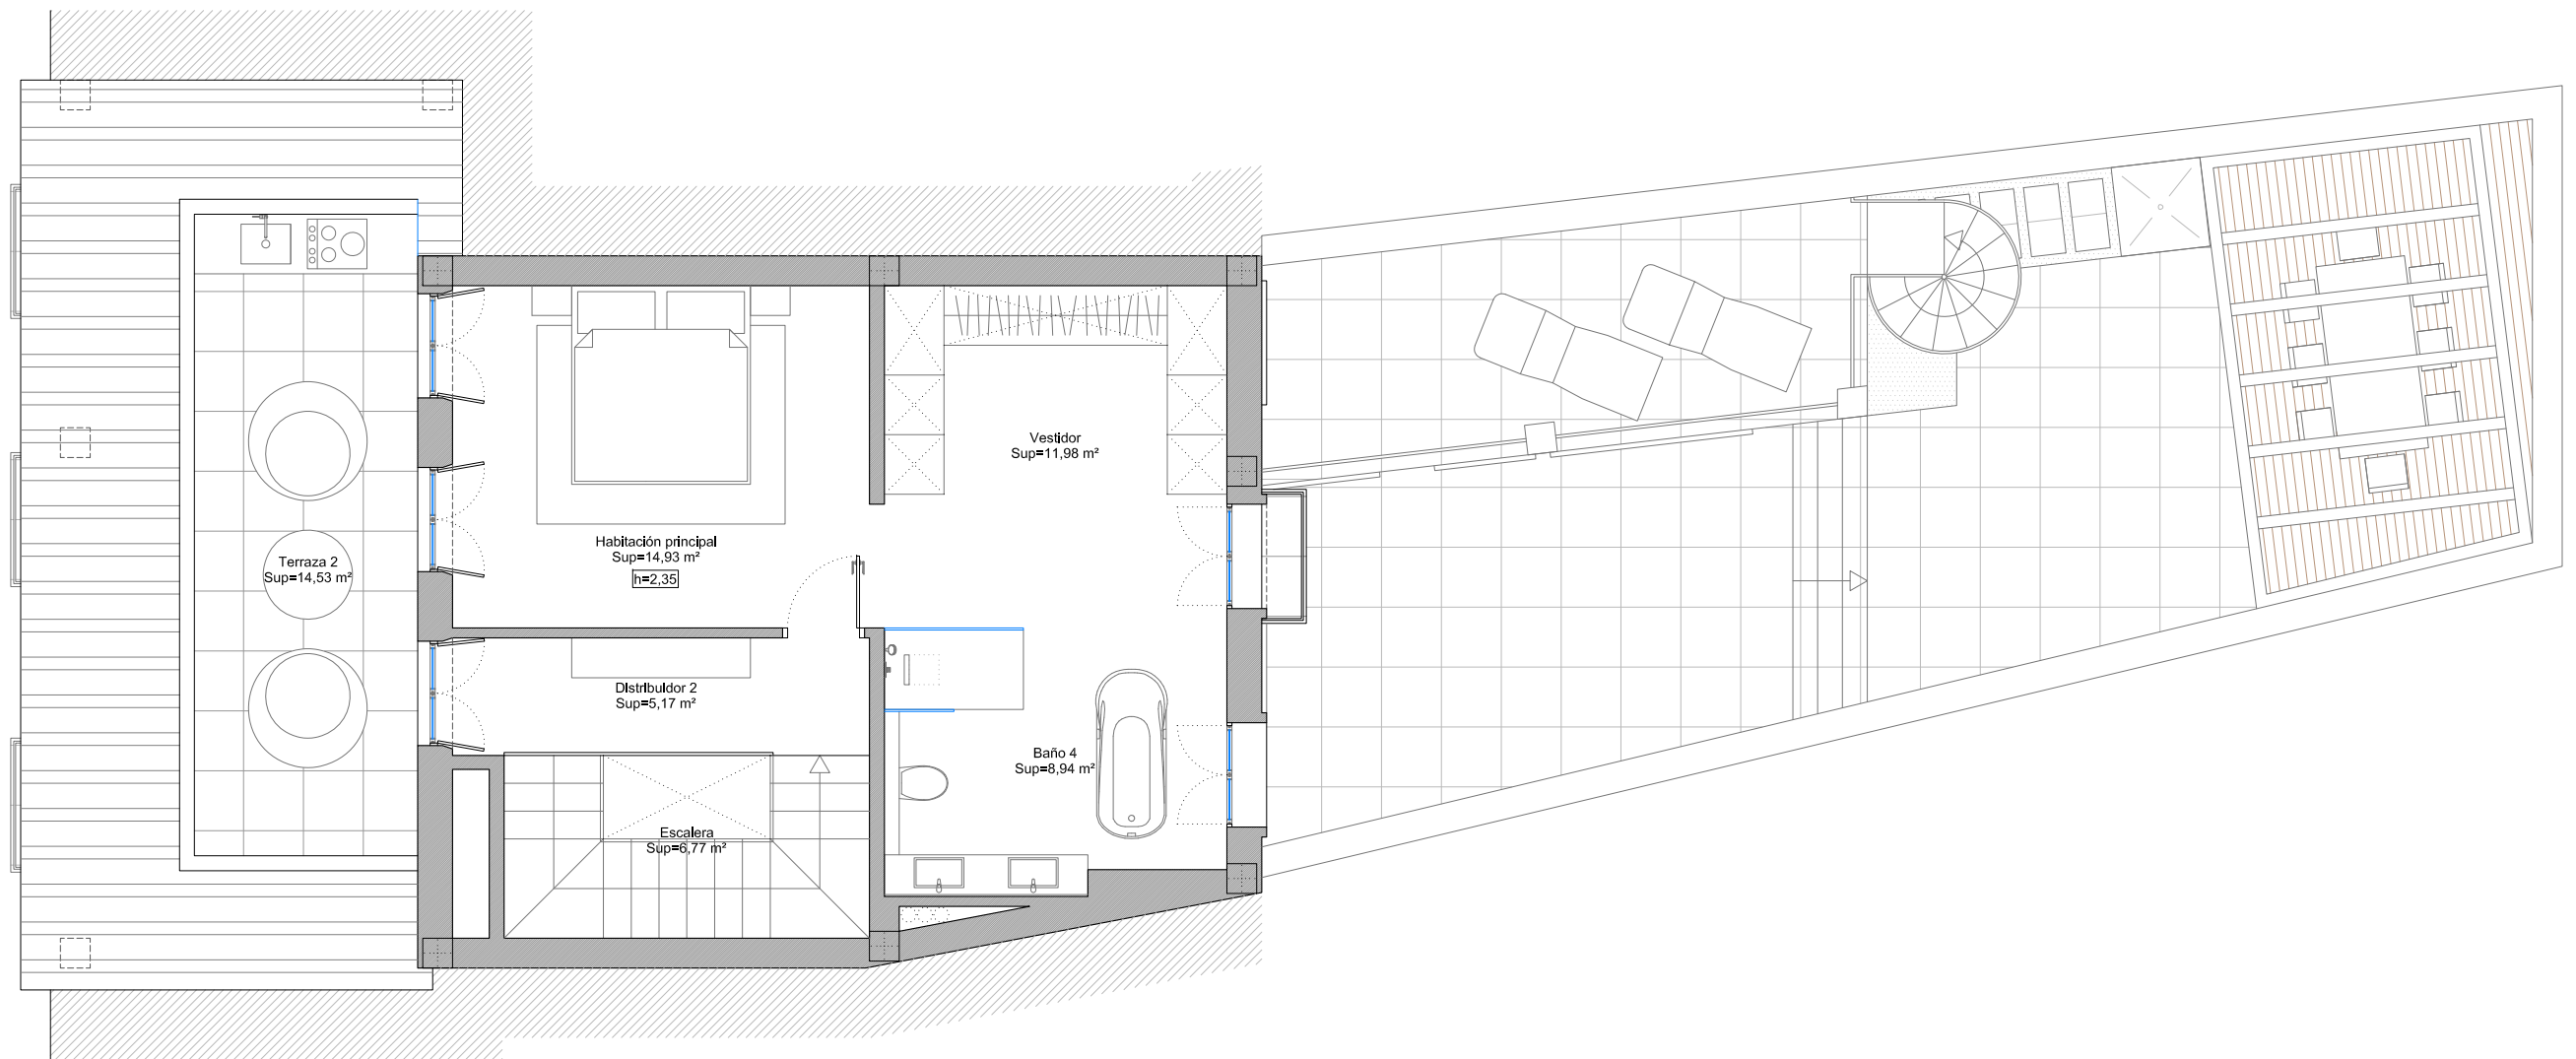 Vestidor
Sup=11,98 m²
Habitación principal
Sup=14,93 m²
h=2,35
Terraza 2
Sup=14,53 m²
Distribuidor 2
Sup=5,17 m²
Baño 4
Sup=8,94 m²
Escalera
Sup=6,77 m²